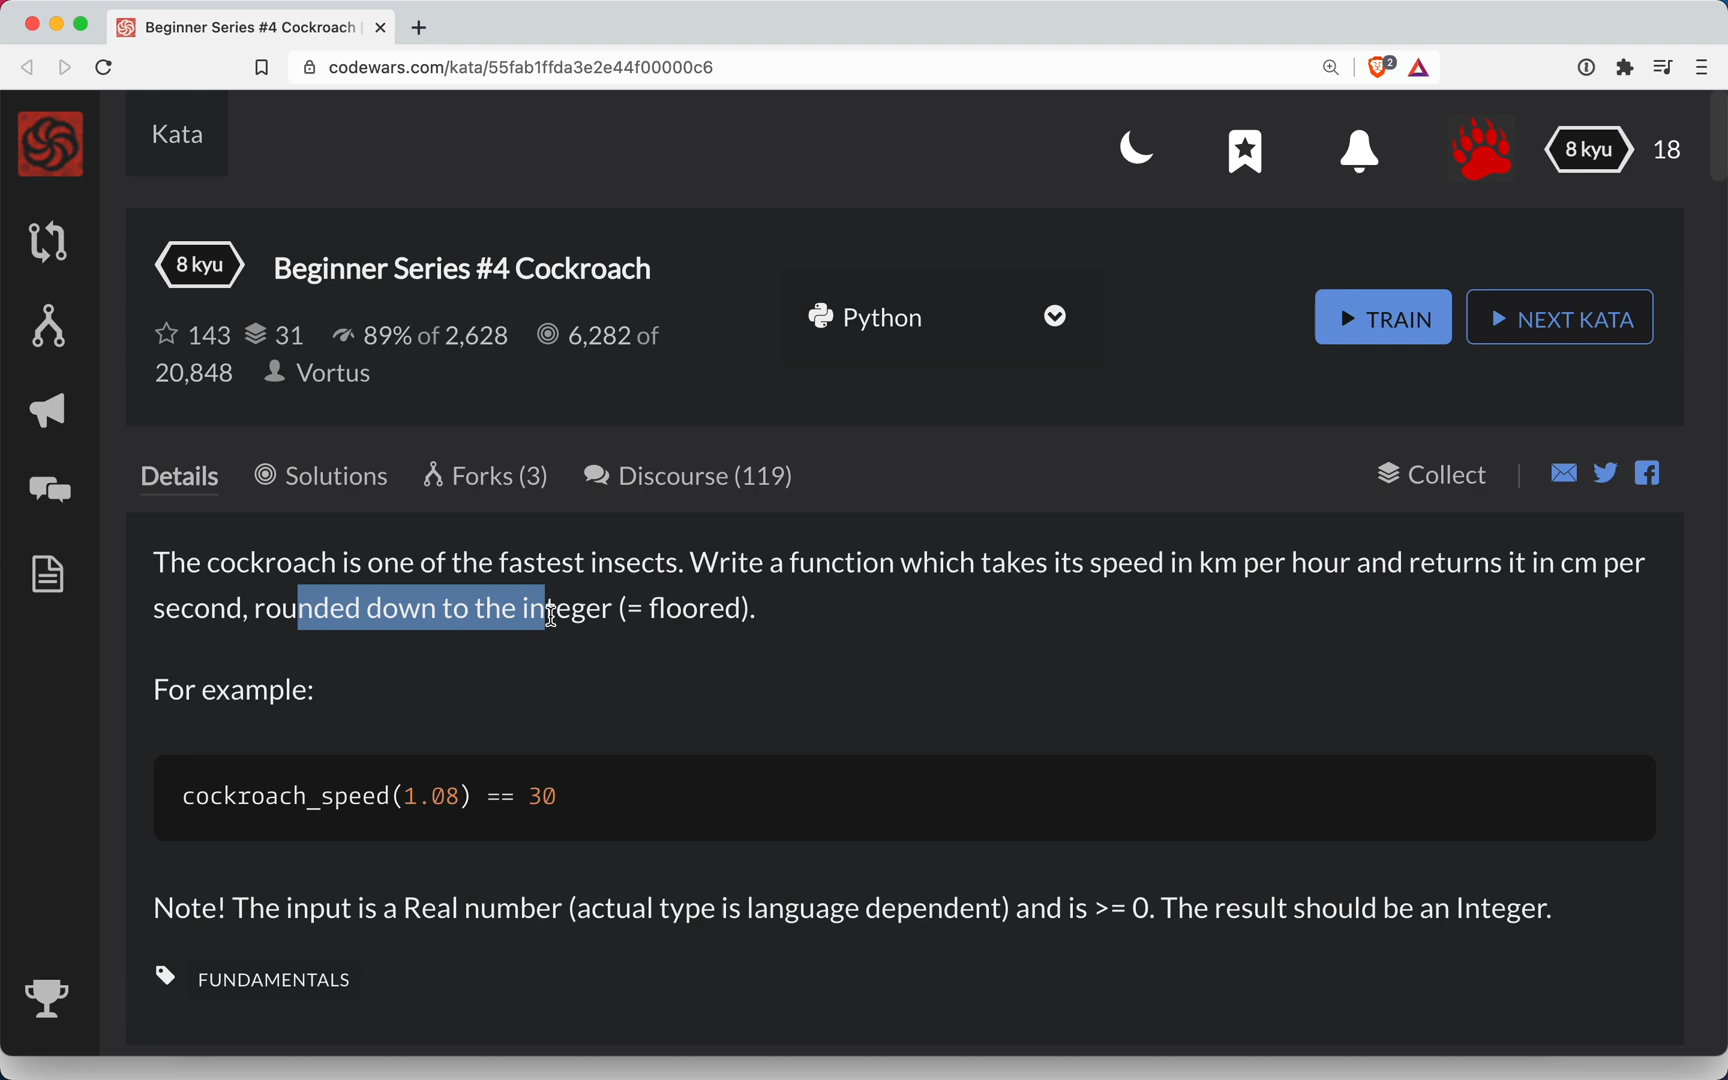 Beginner Series #4 Cockroach
codewars.com/kata/55fab1ffda3e2e44f00000c6
2
Kata
8 kyu 18
8 kyu Beginner Series #4 Cockroach
143 31 89% of 2,628 6,282 of
20,848 Vortus
Python
TRAIN
NEXT KATA
Details Solutions Forks (3) Discourse (119)
Collect
The cockroach is one of the fastest insects. Write a function which takes its speed in km per hour and returns it in cm per
second, rounded down to the integer (= floored).
For example:
cockroach_speed(1.08) == 30
Note! The input is a Real number (actual type is language dependent) and is >= 0. The result should be an Integer.
FUNDAMENTALS